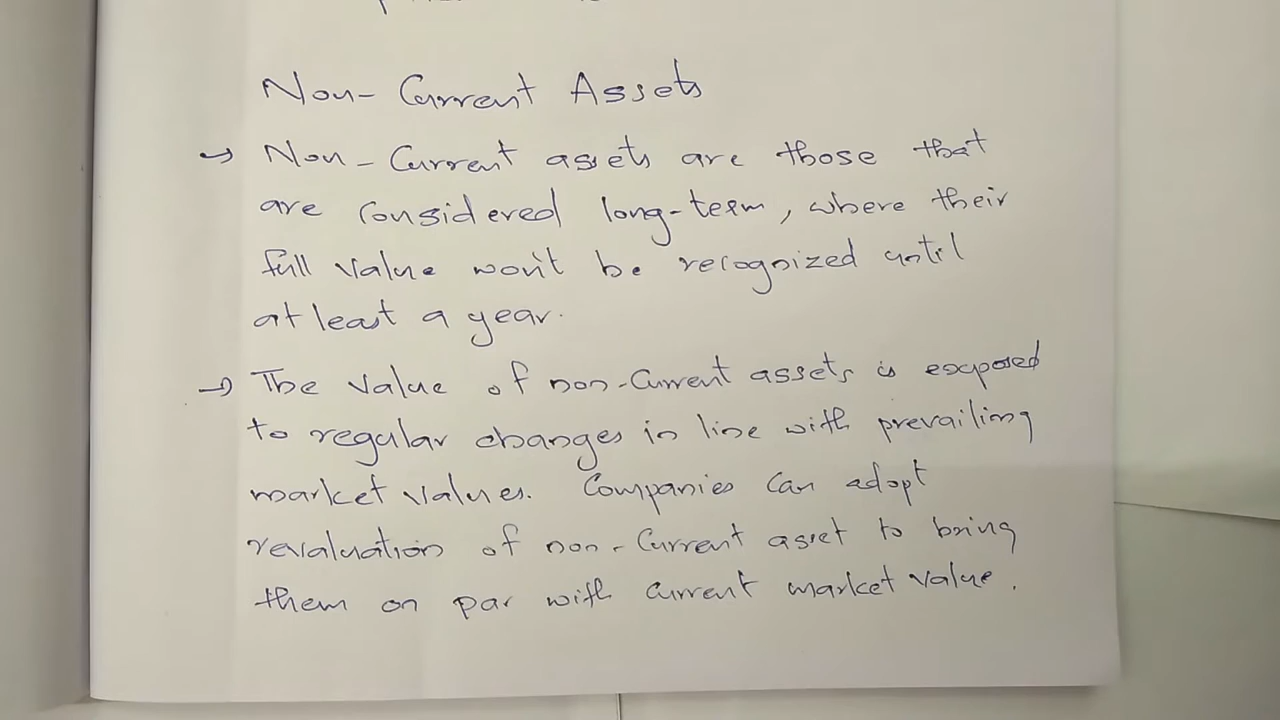 Non-Current Assets
→ Non-Current assets are those that
are considered long-term, where their
full value won't be recognized until
at least a year.
→ The value of non-current assets is exposed
to regular changes in line with prevailing
market values. Companies can adopt
revaluation of non-current asset to bring
them on par with current market value.